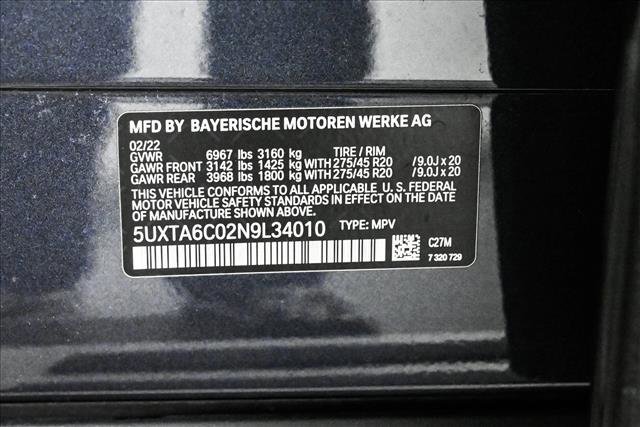 MFD BY BAYERISCHE MOTOREN WERKE AG
02/22
GVWR 6967 lbs 3160 kg TIRE / RIM
GAWR FRONT 3142 lbs 1425 kg WITH 275/45 R20 /9.0J x 20
GAWR REAR 3968 lbs 1800 kg WITH 275/45 R20 /9.0J x 20
THIS VEHICLE CONFORMS TO ALL APPLICABLE U.S. FEDERAL
MOTOR VEHICLE SAFETY STANDARDS IN EFFECT ON THE DATE
OF MANUFACTURE SHOWN ABOVE.
5UXTA6C02N9L34010 TYPE: MPV
C27M
7 320 729